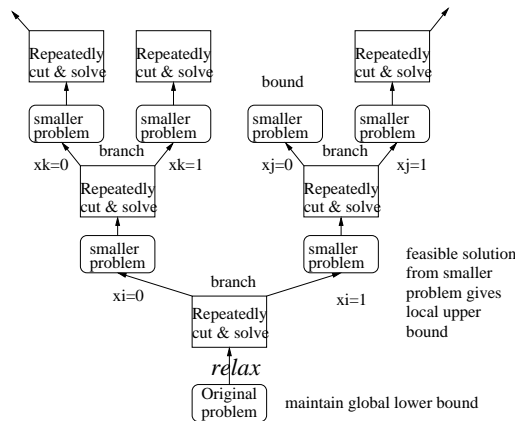 Repeatedly
cut & solve
Repeatedly
cut & solve
Repeatedly
cut & solve
bound
smaller
problem
smaller
problem
smaller
problem
smaller
problem
branch
branch
xk=0
xk=1
xj=0
xj=1
Repeatedly
cut & solve
Repeatedly
cut & solve
smaller
problem
smaller
problem
feasible solution
from smaller
problem gives
local upper
bound
branch
xi=0
xi=1
Repeatedly
cut & solve
relax
Original
problem
maintain global lower bound